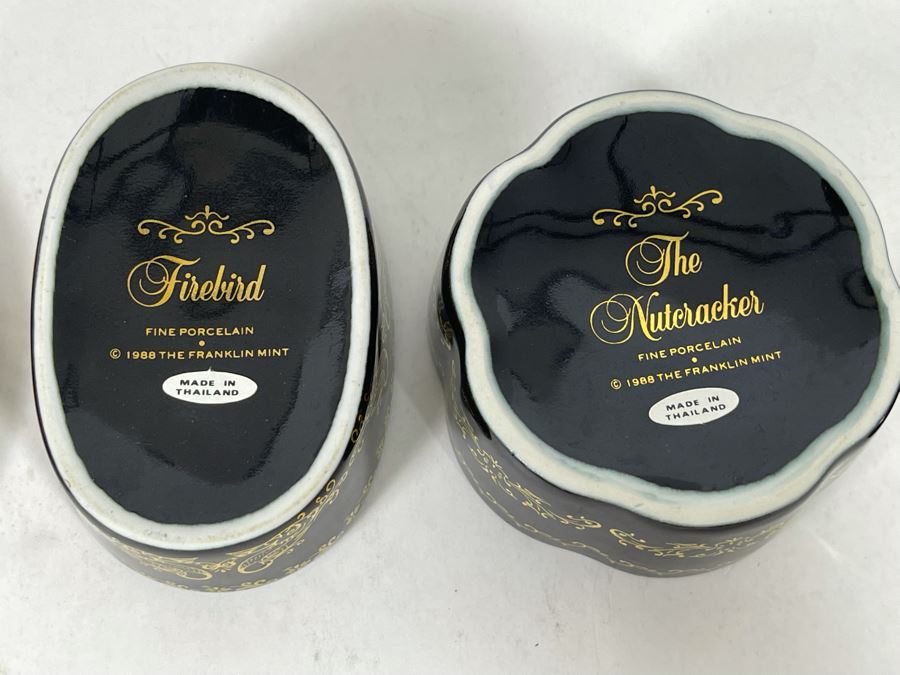 Firebird
FINE PORCELAIN
•
© 1988 THE FRANKLIN MINT
MADE IN
THAILAND
The
Nutcracker
FINE PORCELAIN
•
© 1988 THE FRANKLIN MINT
MADE IN
THAILAND